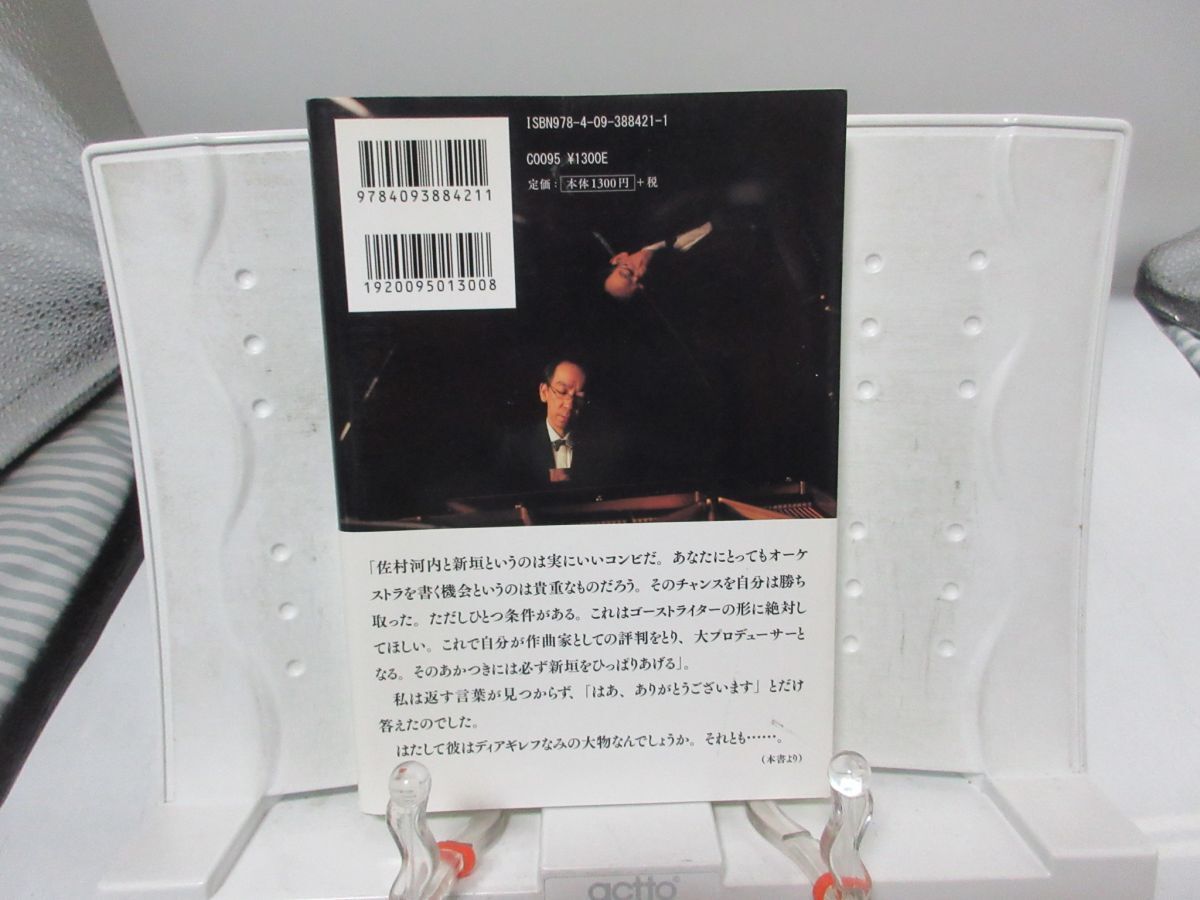 ISBN978-4-09-388421-1
C0095 ¥1300E
定価：本体1300円＋税
9784093884211
1920095013008
「佐村河内と新垣というのは実にいいコンビだ。あなたにとってもオーケ
ストラを書く機会というのは貴重なものだろう。そのチャンスを自分は勝ち
取った。ただしひとつ条件がある。これはゴーストライターの形に絶対し
てほしい。これで自分が作曲家としての評判をとり、大プロデューサーと
なる。そのあかつきには必ず新垣をひっぱりあげる」。
私は返す言葉が見つからず、「はあ、ありがとうございます」とだけ
答えたのでした。
はたして彼はディアギレフなみの大物なんでしょうか。それとも……。
（本書より）
actto